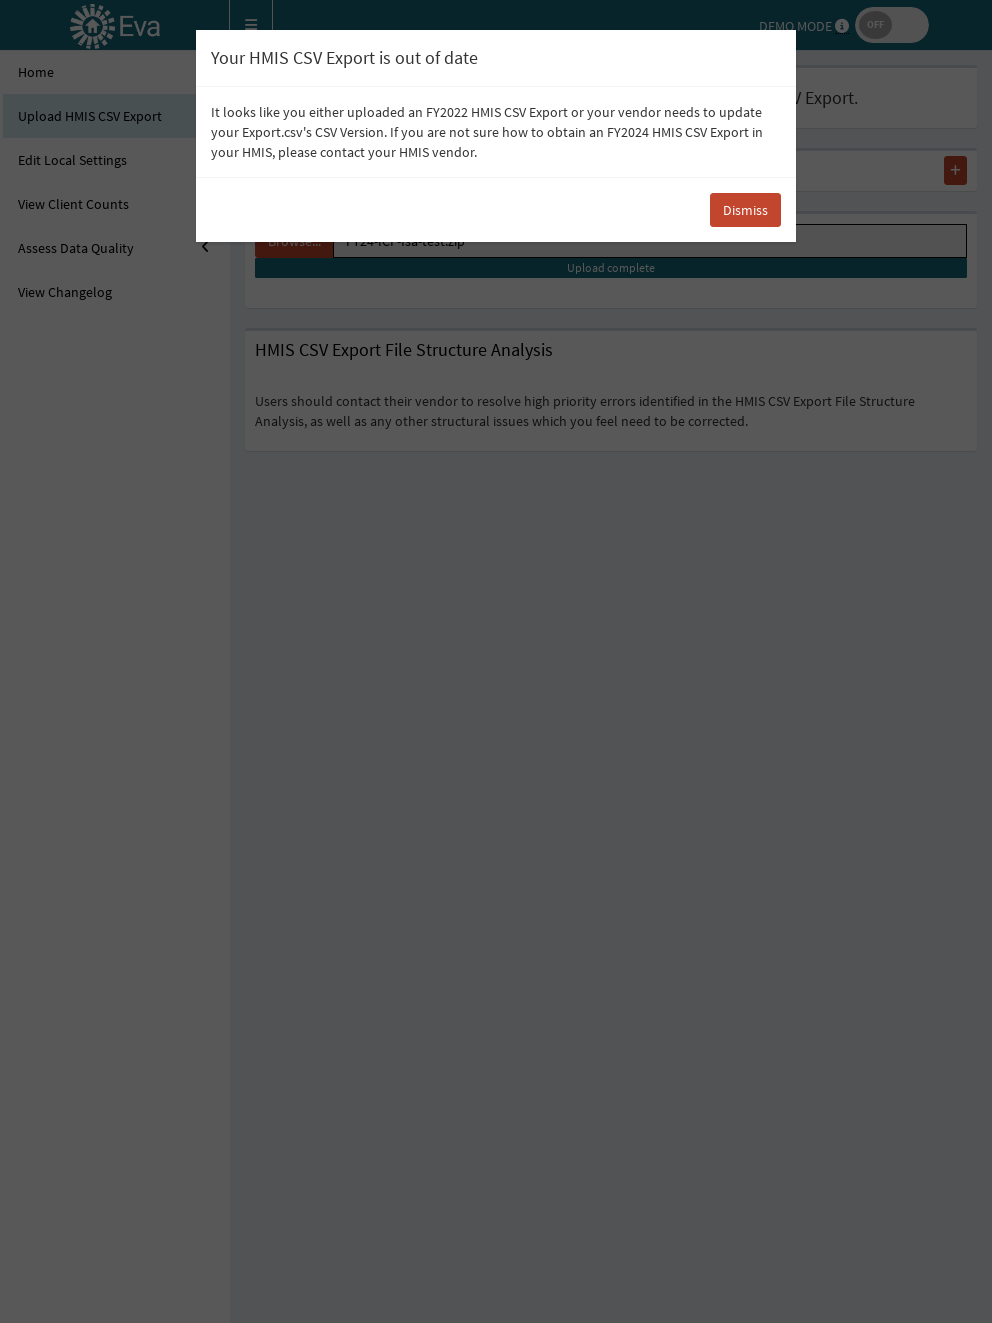 Eva
DEMO MODE
OFF
Your HMIS CSV Export is out of date
It looks like you either uploaded an FY2022 HMIS CSV Export or your vendor needs to update
your Export.csv's CSV Version. If you are not sure how to obtain an FY2024 HMIS CSV Export in
your HMIS, please contact your HMIS vendor.
Dismiss
Home
Upload HMIS CSV Export
Edit Local Settings
View Client Counts
Assess Data Quality
View Changelog
Export.
Browse...
Upload complete
HMIS CSV Export File Structure Analysis
Users should contact their vendor to resolve high priority errors identified in the HMIS CSV Export File Structure
Analysis, as well as any other structural issues which you feel need to be corrected.